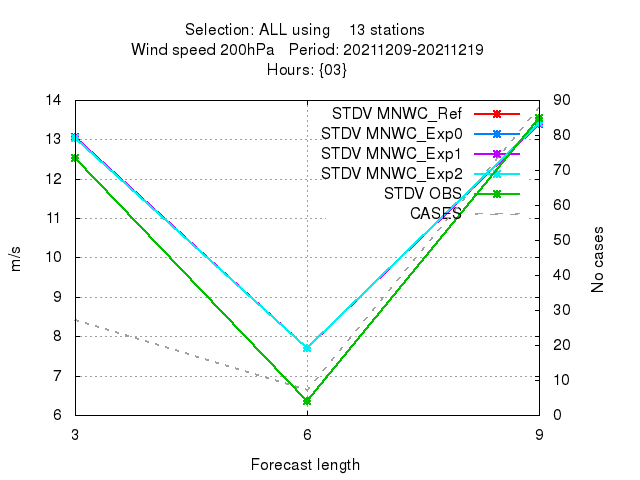 Selection: ALL using    13 stations
Wind speed 200hPa   Period: 20211209-20211219
Hours: {03}
STDV MNWC_Ref
STDV MNWC_Exp0
STDV MNWC_Exp1
STDV MNWC_Exp2
STDV OBS
CASES
14
13
12
11
10
9
8
7
6
m/s
90
80
70
60
50
40
30
20
10
0
No cases
3 6 9
Forecast length